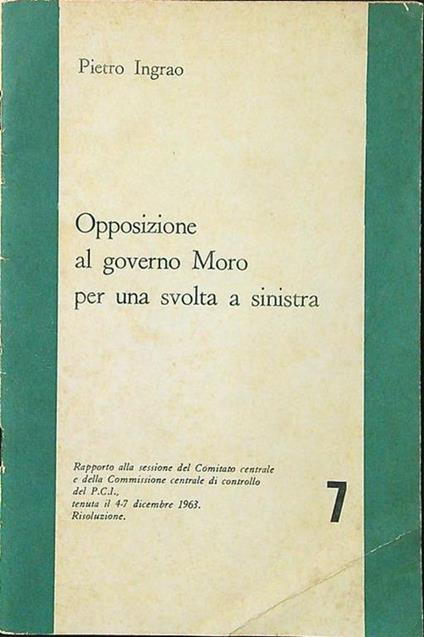 Pietro Ingrao
Opposizione
al governo Moro
per una svolta a sinistra
Rapporto alla sessione del Comitato centrale
e della Commissione centrale di controllo
del P.C.I.,
tenuta il 4-7 dicembre 1963.
Risoluzione.
7